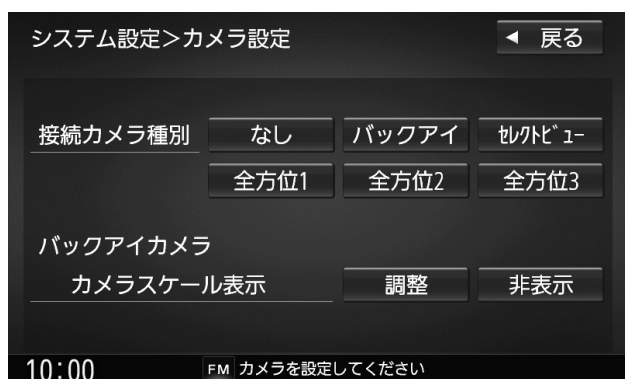 システム設定＞カメラ設定 ◀ 戻る
接続カメラ種別 なし バックアイ ｾﾚｸﾄﾋﾞｭｰ
全方位1 全方位2 全方位3
バックアイカメラ
カメラスケール表示 調整 非表示
10:00 FM カメラを設定してください